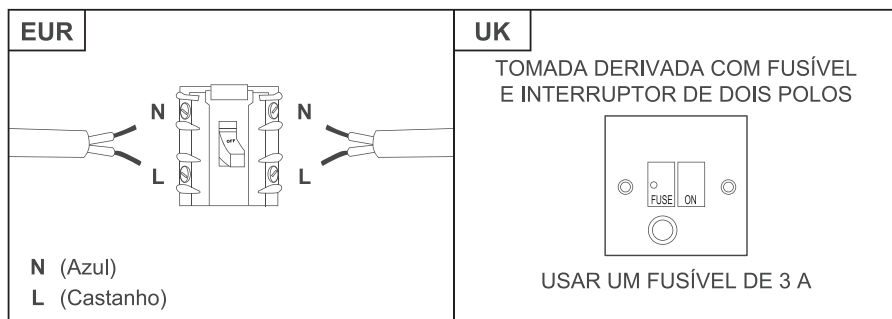 EUR
N
N
OFF
L
L
N (Azul)
L (Castanho)
UK
TOMADA DERIVADA COM FUSÍVEL
E INTERRUPTOR DE DOIS POLOS
FUSE ON
USAR UM FUSÍVEL DE 3 A